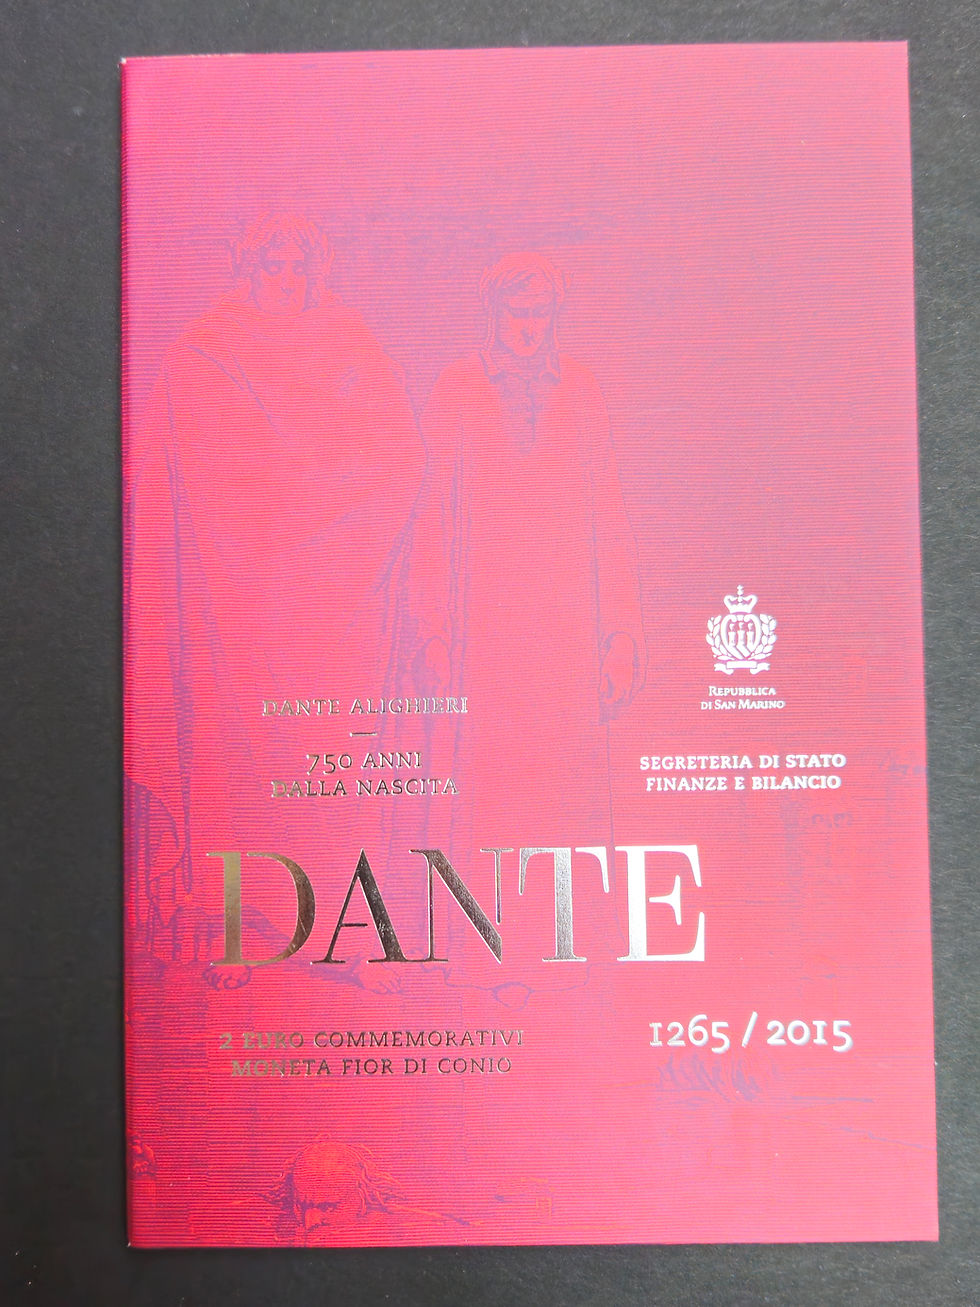 REPUBBLICA
DI SAN MARINO
DANTE ALIGHIERI
—
750 ANNI
DALLA NASCITA
SEGRETERIA DI STATO
FINANZE E BILANCIO
DANTE
2 EURO COMMEMORATIVI
MONETA FIOR DI CONIO
1265 / 2015